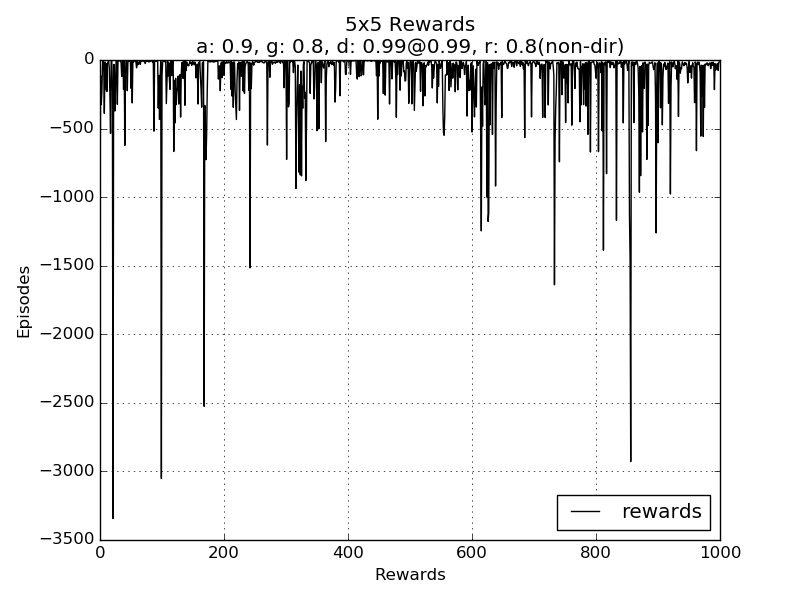 5x5 Rewards
a: 0.9, g: 0.8, d: 0.99@0.99, r: 0.8(non-dir)
0
−500
−1000
−1500
−2000
−2500
−3000
−3500
Episodes
rewards
0 200 400 600 800 1000
Rewards